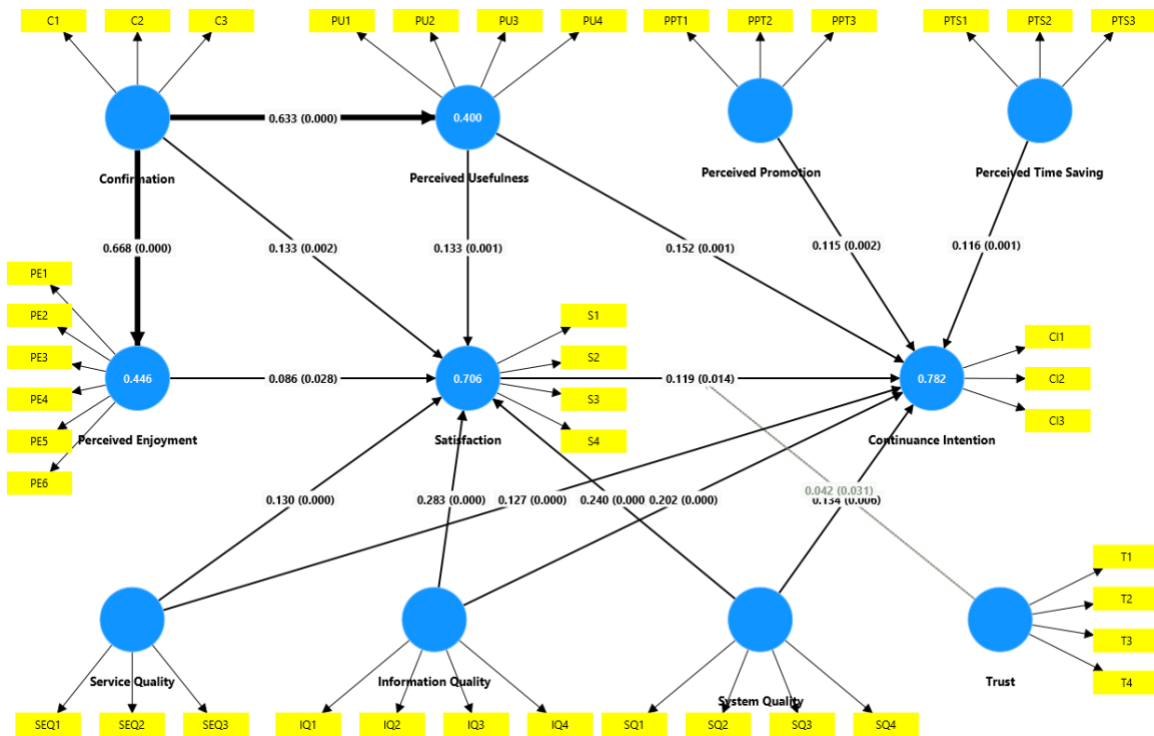 C1 C2 C3 PU1 PU2 PU3 PU4 PPT1 PPT2 PPT3 PTS1 PTS2 PTS3
0.633 (0.000) 0.400
Confirmation Perceived Usefulness Perceived Promotion Perceived Time Saving
0.668 (0.000) 0.133 (0.002) 0.133 (0.001) 0.152 (0.001) 0.115 (0.002) 0.116 (0.001)
PE1
PE2
PE3
PE4
PE5
PE6
0.446 0.086 (0.028) 0.706 0.119 (0.014) 0.782
S1
S2
S3
S4
CI1
CI2
CI3
Perceived Enjoyment Satisfaction Continuance Intention
0.130 (0.000) 0.283 (0.000) 0.127 (0.000) 0.240 (0.000 0.202 (0.000) 0.042 (0.031)
0.134 (0.006)
T1
T2
T3
T4
Service Quality Information Quality System Quality Trust
SEQ1 SEQ2 SEQ3 IQ1 IQ2 IQ3 IQ4 SQ1 SQ2 SQ3 SQ4